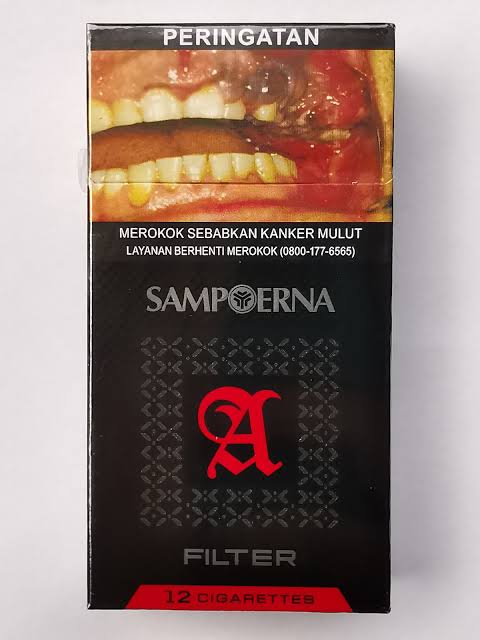 PERINGATAN
MEROKOK SEBABKAN KANKER MULUT
LAYANAN BERHENTI MEROKOK (0800-177-6565)
SAMPOERNA
A
FILTER
12 CIGARETTES